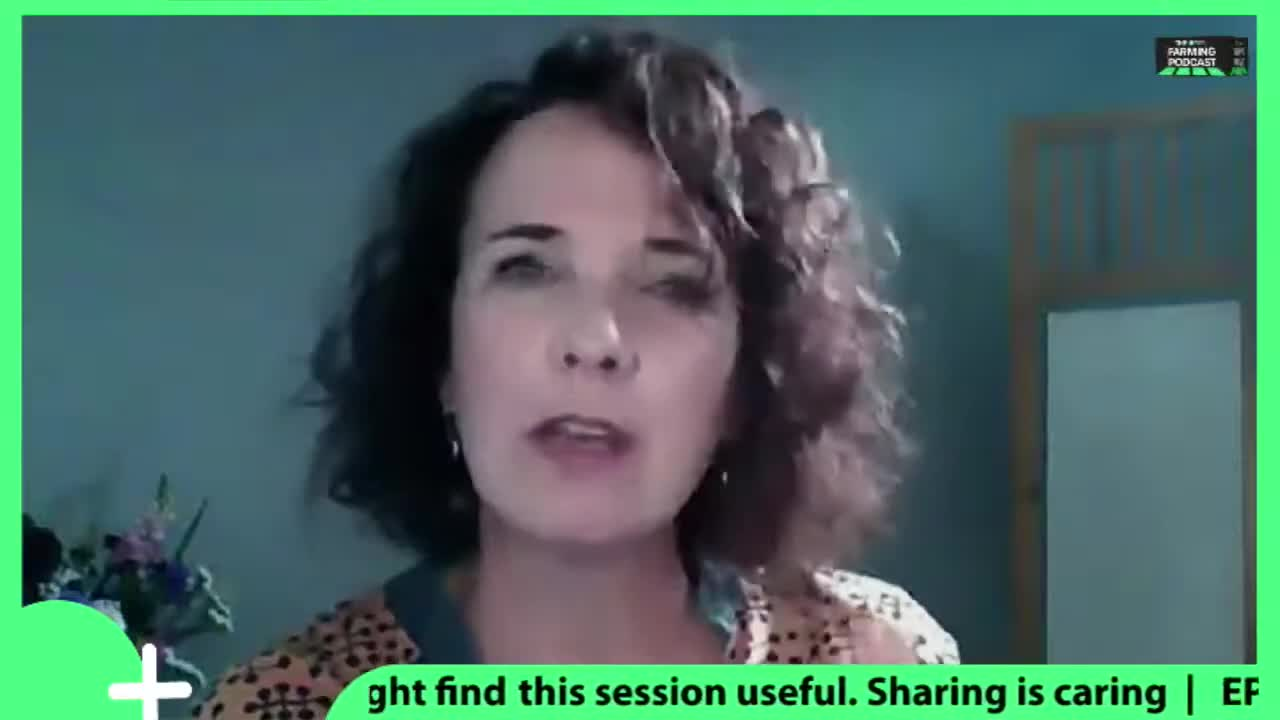 FARMING
PODCAST
ght find this session useful. Sharing is caring | EP